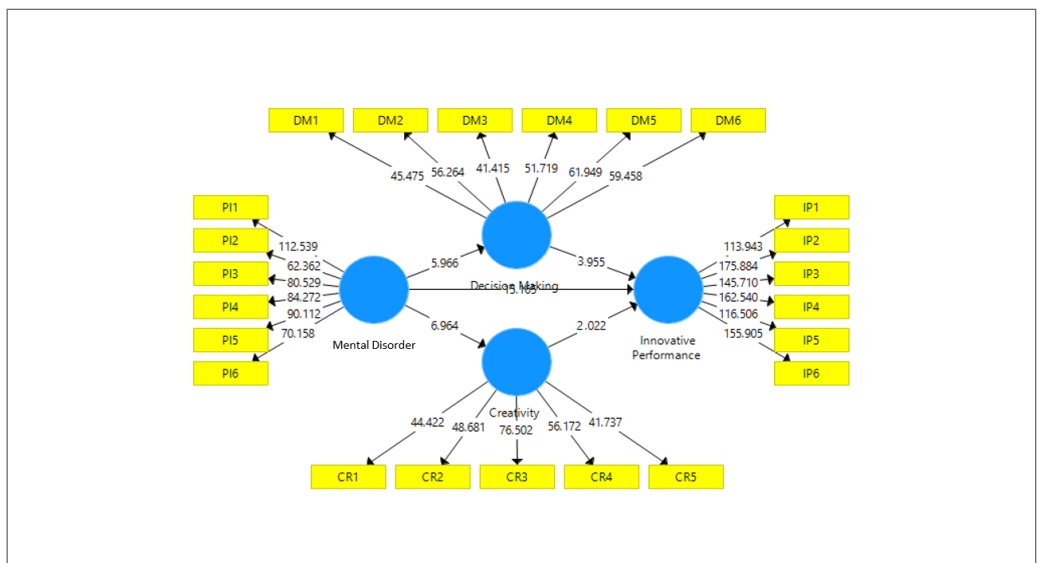 DM1 DM2 DM3 DM4 DM5 DM6
45.475 56.264 41.415 51.719 61.949 59.458
PI1
PI2
PI3
PI4
PI5
PI6
112.539
62.362
80.529
84.272
90.112
70.158
Mental Disorder
5.966
6.964
Decision Making
3.955
2.022
Innovative
Performance
IP1
IP2
IP3
IP4
IP5
IP6
113.943
175.884
145.710
162.540
116.506
155.905
Creativity
44.422 48.681 76.502 56.172 41.737
CR1 CR2 CR3 CR4 CR5